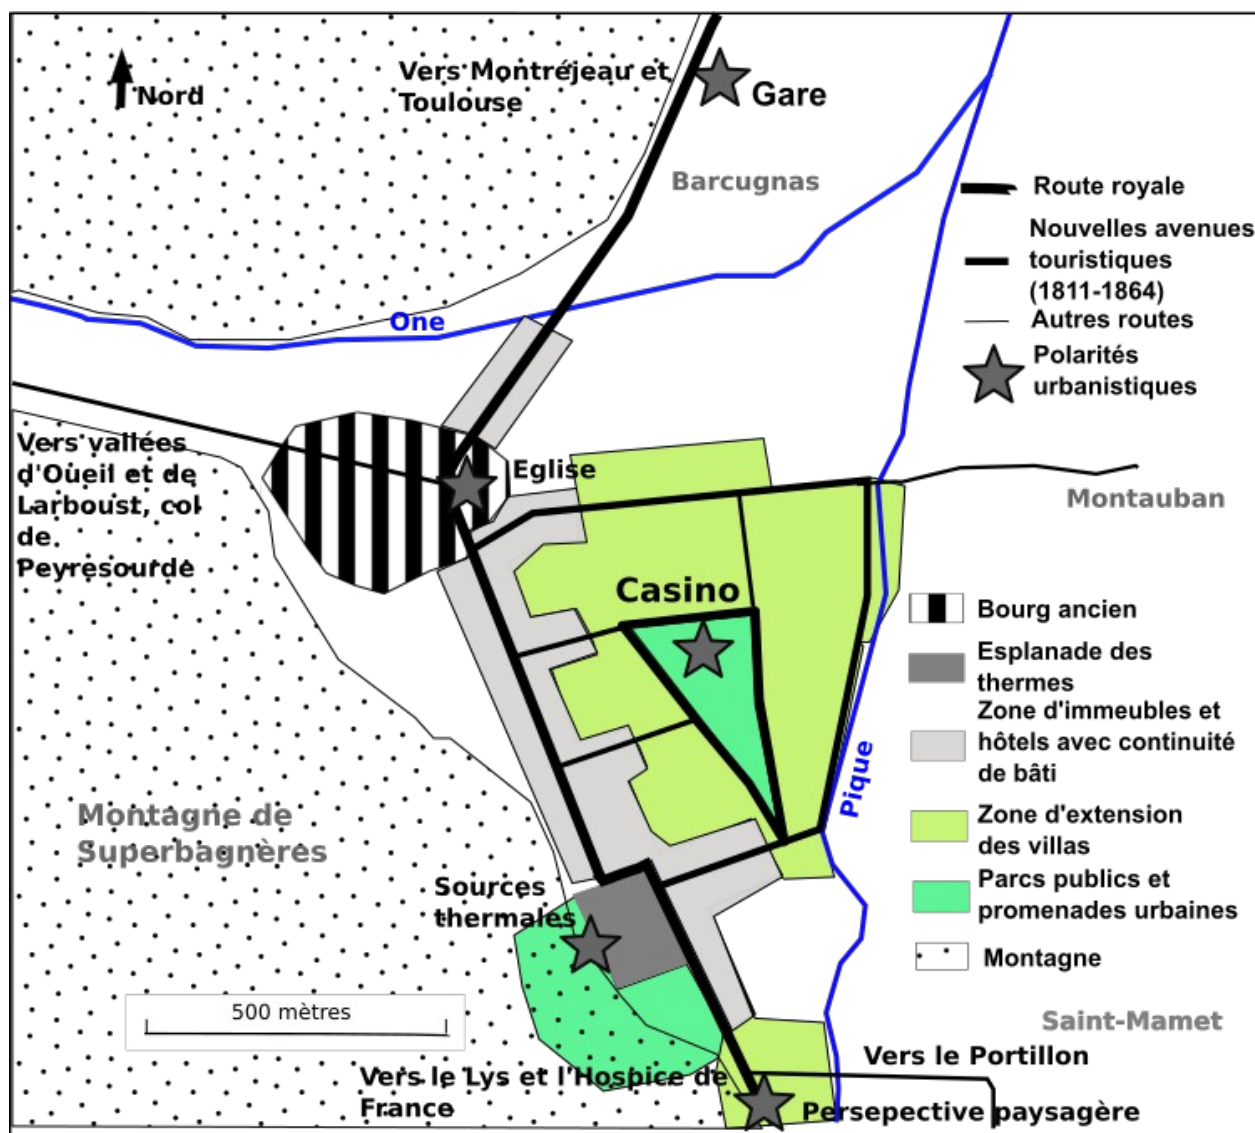 Nord
Vers Montréjeau et
Toulouse
Gare
Barcugnas
Route royale
Nouvelles avenues
touristiques
(1811-1864)
Autres routes
Polarités
urbanistiques
One
Vers vallées
d'Oueil et de
Larboust, col
de
Peyresourde
Eglise
Montauban
Casino
Bourg ancien
Esplanade des
thermes
Zone d'immeubles et
hôtels avec continuité
de bâti
Zone d'extension
des villas
Parcs publics et
promenades urbaines
Montagne
Pique
Montagne de
Superbagnères
Sources
thermales
500 mètres
Saint-Mamet
Vers le Portillon
Vers le Lys et l'Hospice de
France
Persepective paysagère